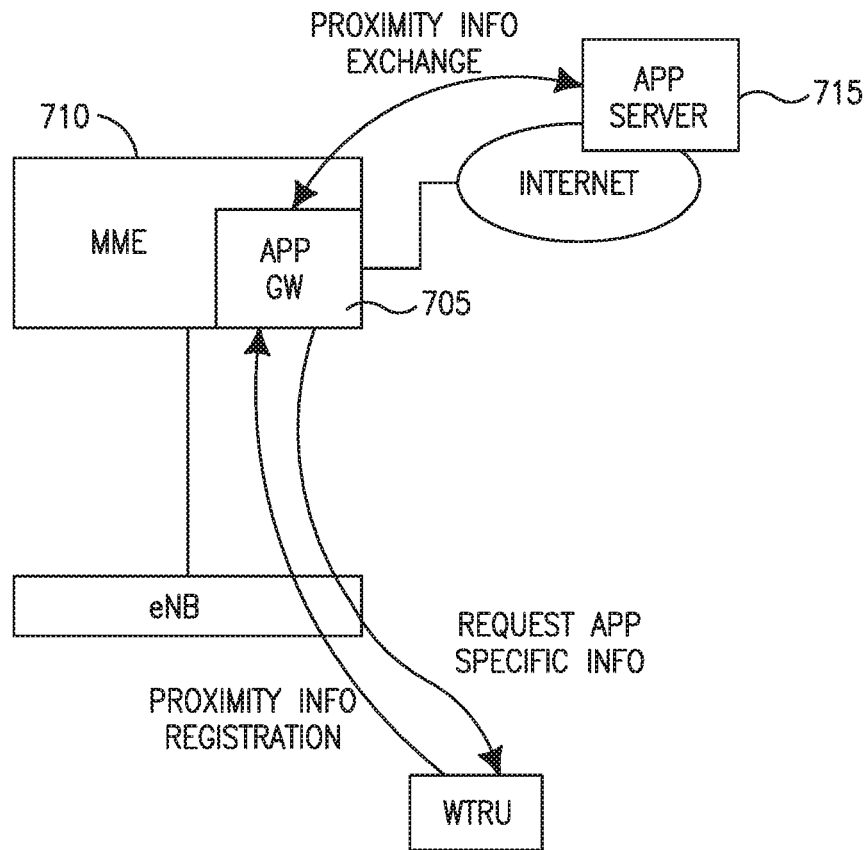 PROXIMITY INFO
EXCHANGE
APP
SERVER
715
710
INTERNET
MME
APP
GW
705
eNB
REQUEST APP
SPECIFIC INFO
PROXIMITY INFO
REGISTRATION
WTRU